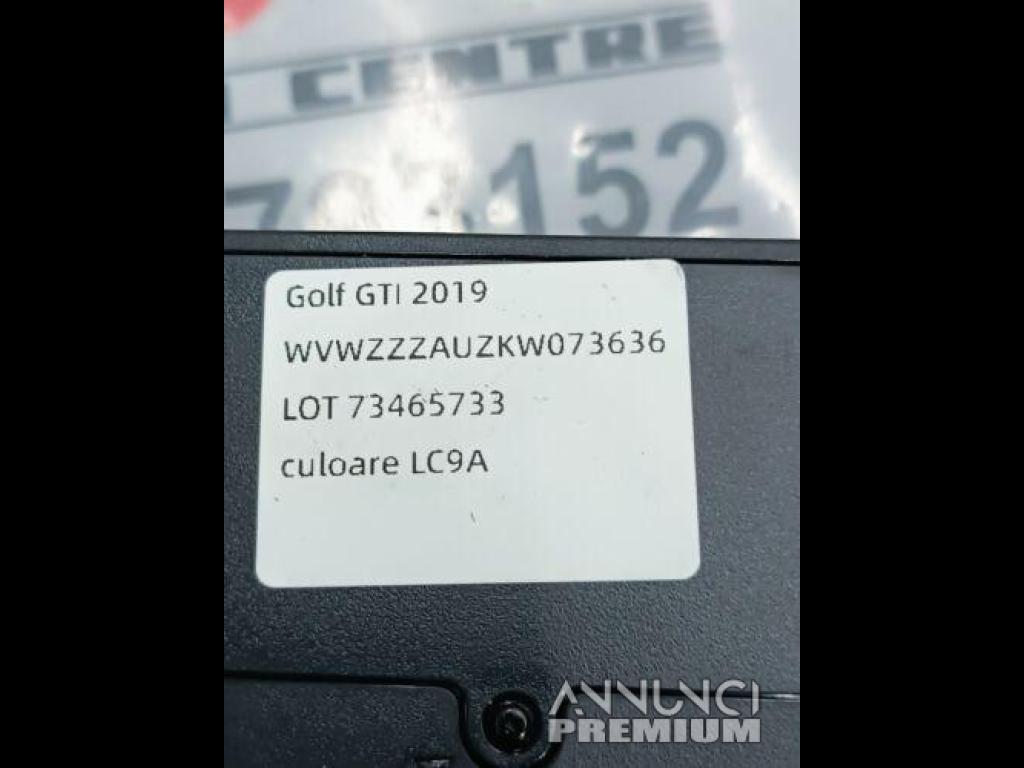 CENTRE
152
Golf GTI 2019
WVWZZZAUZKW073636
LOT 73465733
culoare LC9A
ANNUNCI
PREMIUM